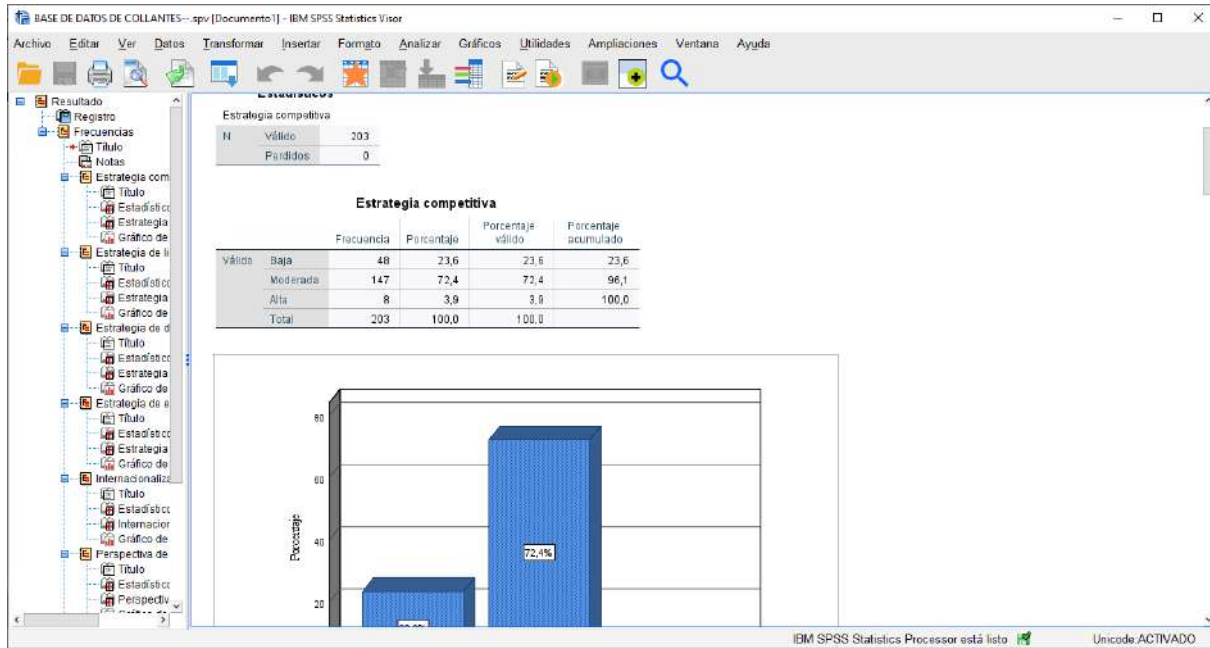 BASE DE DATOS DE COLLANTES--.spv [Documento1] - IBM SPSS Statistics Visor
Archivo Editar Ver Datos Transformar Insertar Formato Analizar Gráficos Utilidades Ampliaciones Ventana Ayuda
Resultado
Registro
Frecuencias
Título
Notas
Estrategia com
Título
Estadístico
Estrategia
Gráfico de
Estrategia de li
Título
Estadístico
Estrategia
Gráfico de
Estrategia de d
Título
Estadístico
Estrategia
Gráfico de
Estrategia de e
Título
Estadístico
Estrategia
Gráfico de
Internacionaliza
Título
Estadístico
Internacior
Gráfico de
Perspectiva de
Título
Estadístico
Perspectiv
Estadísticos
Estrategia competitiva
N Válido 203
Perdidos 0
Estrategia competitiva
Frecuencia Porcentaje Porcentaje válido Porcentaje acumulado
Válido Baja 48 23,6 23,6 23,6
Moderada 147 72,4 72,4 96,1
Alta 8 3,9 3,9 100,0
Total 203 100,0 100,0
80
60
Porcentaje
40
72,4%
20
IBM SPSS Statistics Processor está listo Unicode:ACTIVADO